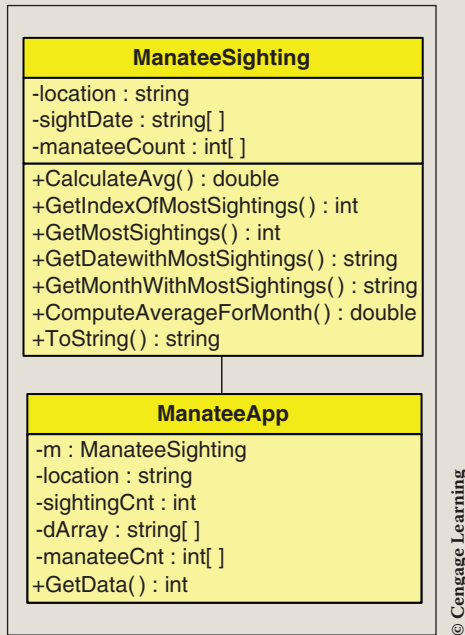 ManateeSighting
-location : string
-sightDate : string[ ]
-manateeCount : int[ ]
+CalculateAvg( ) : double
+GetIndexOfMostSightings( ) : int
+GetMostSightings( ) : int
+GetDatewithMostSightings( ) : string
+GetMonthWithMostSightings( ) : string
+ComputeAverageForMonth( ) : double
+ToString( ) : string
ManateeApp
-m : ManateeSighting
-location : string
-sightingCnt : int
-dArray : string[ ]
-manateeCnt : int[ ]
+GetData( ) : int
© Cengage Learning